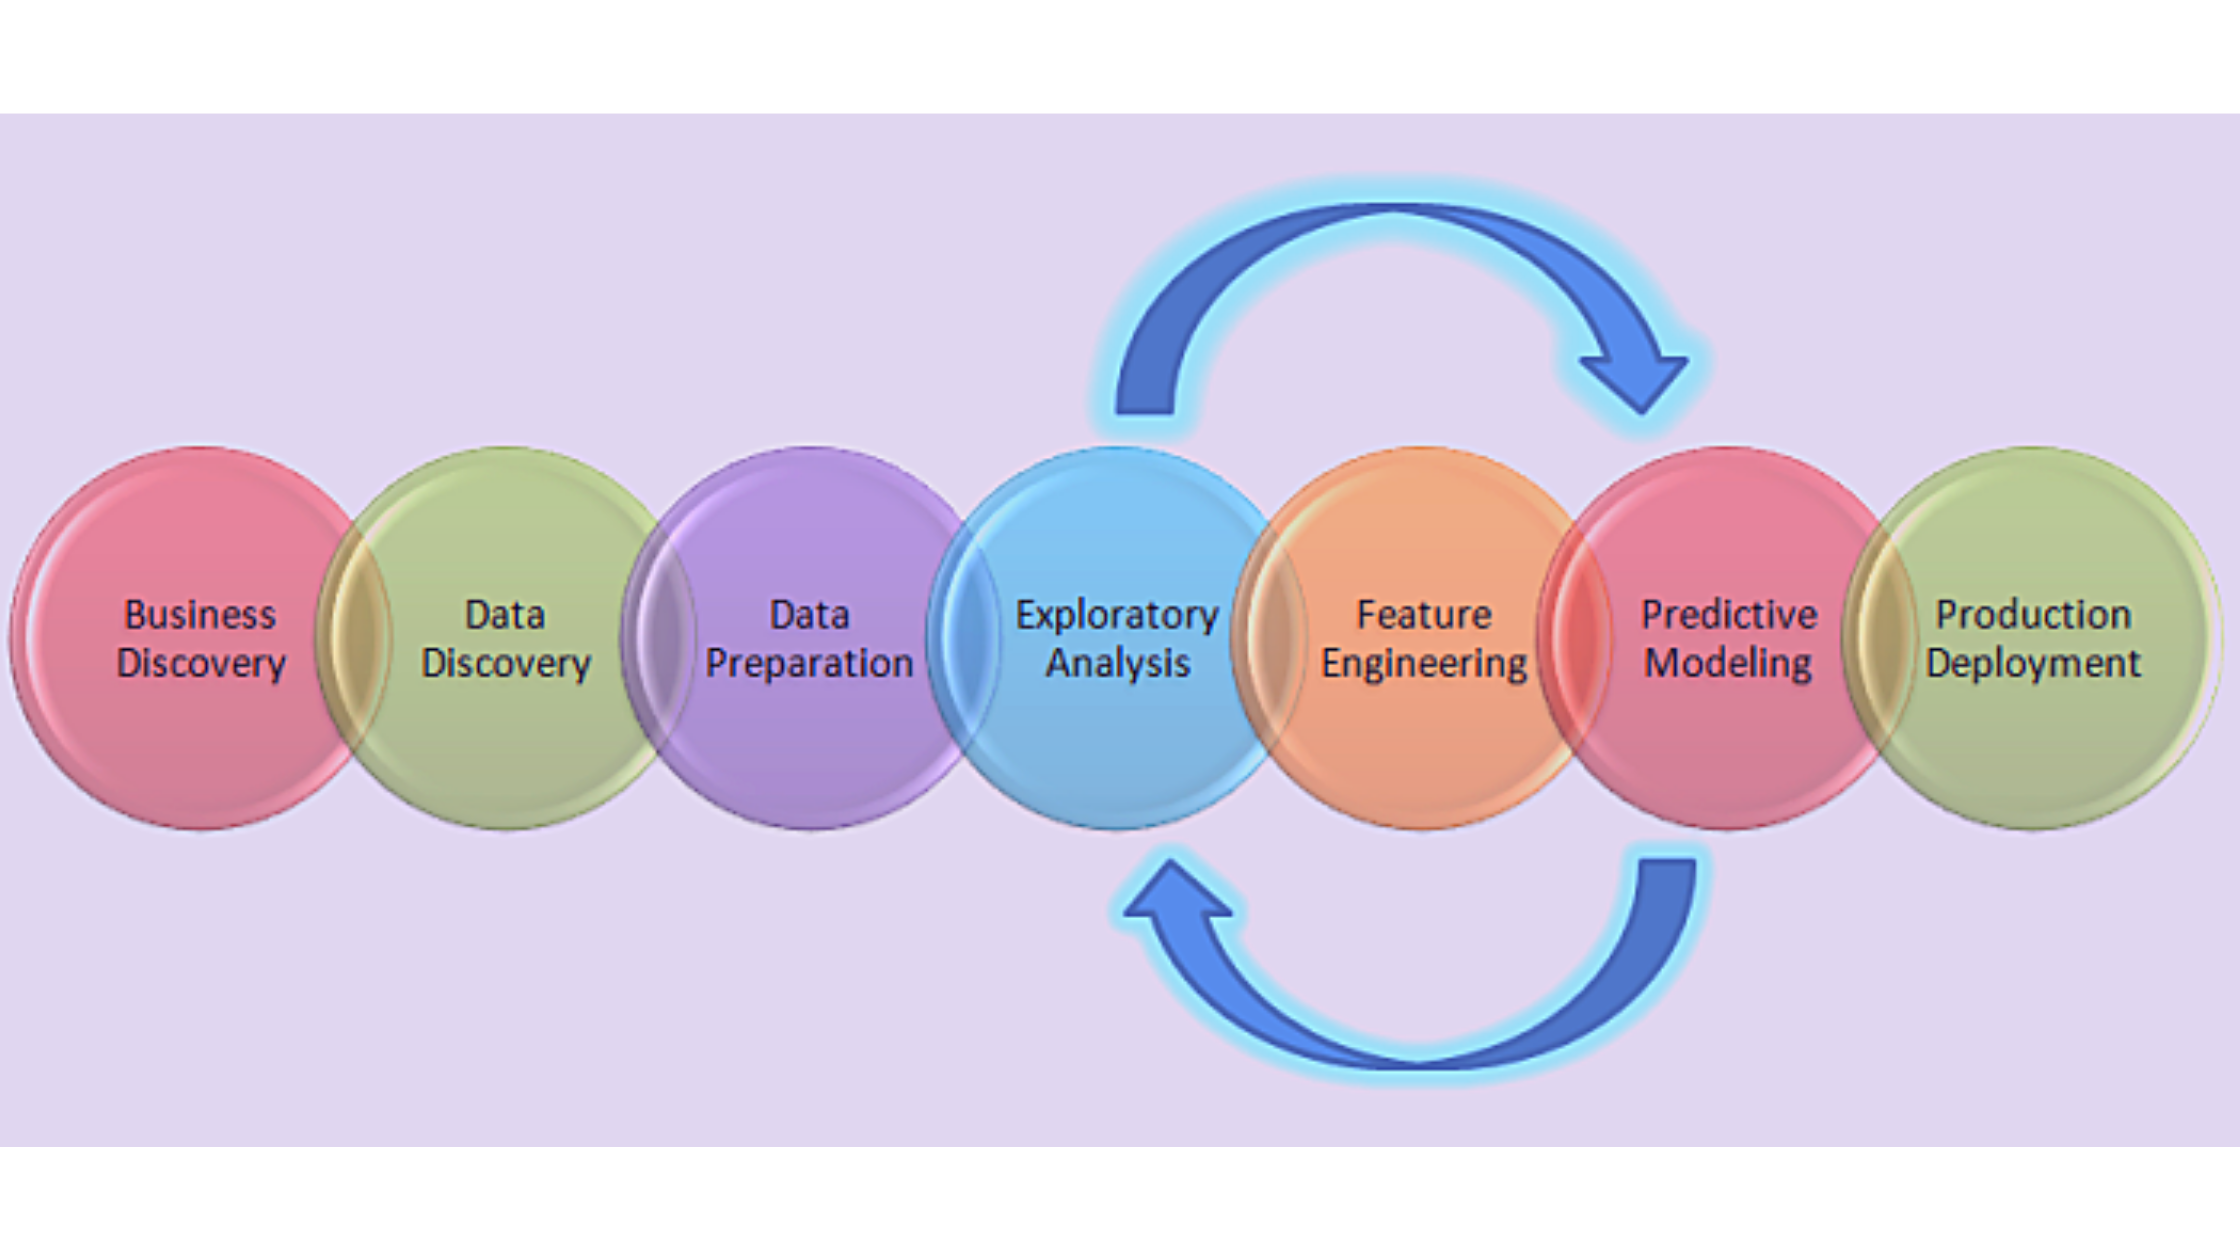 Business
Discovery
Data
Discovery
Data
Preparation
Exploratory
Analysis
Feature
Engineering
Predictive
Modeling
Production
Deployment